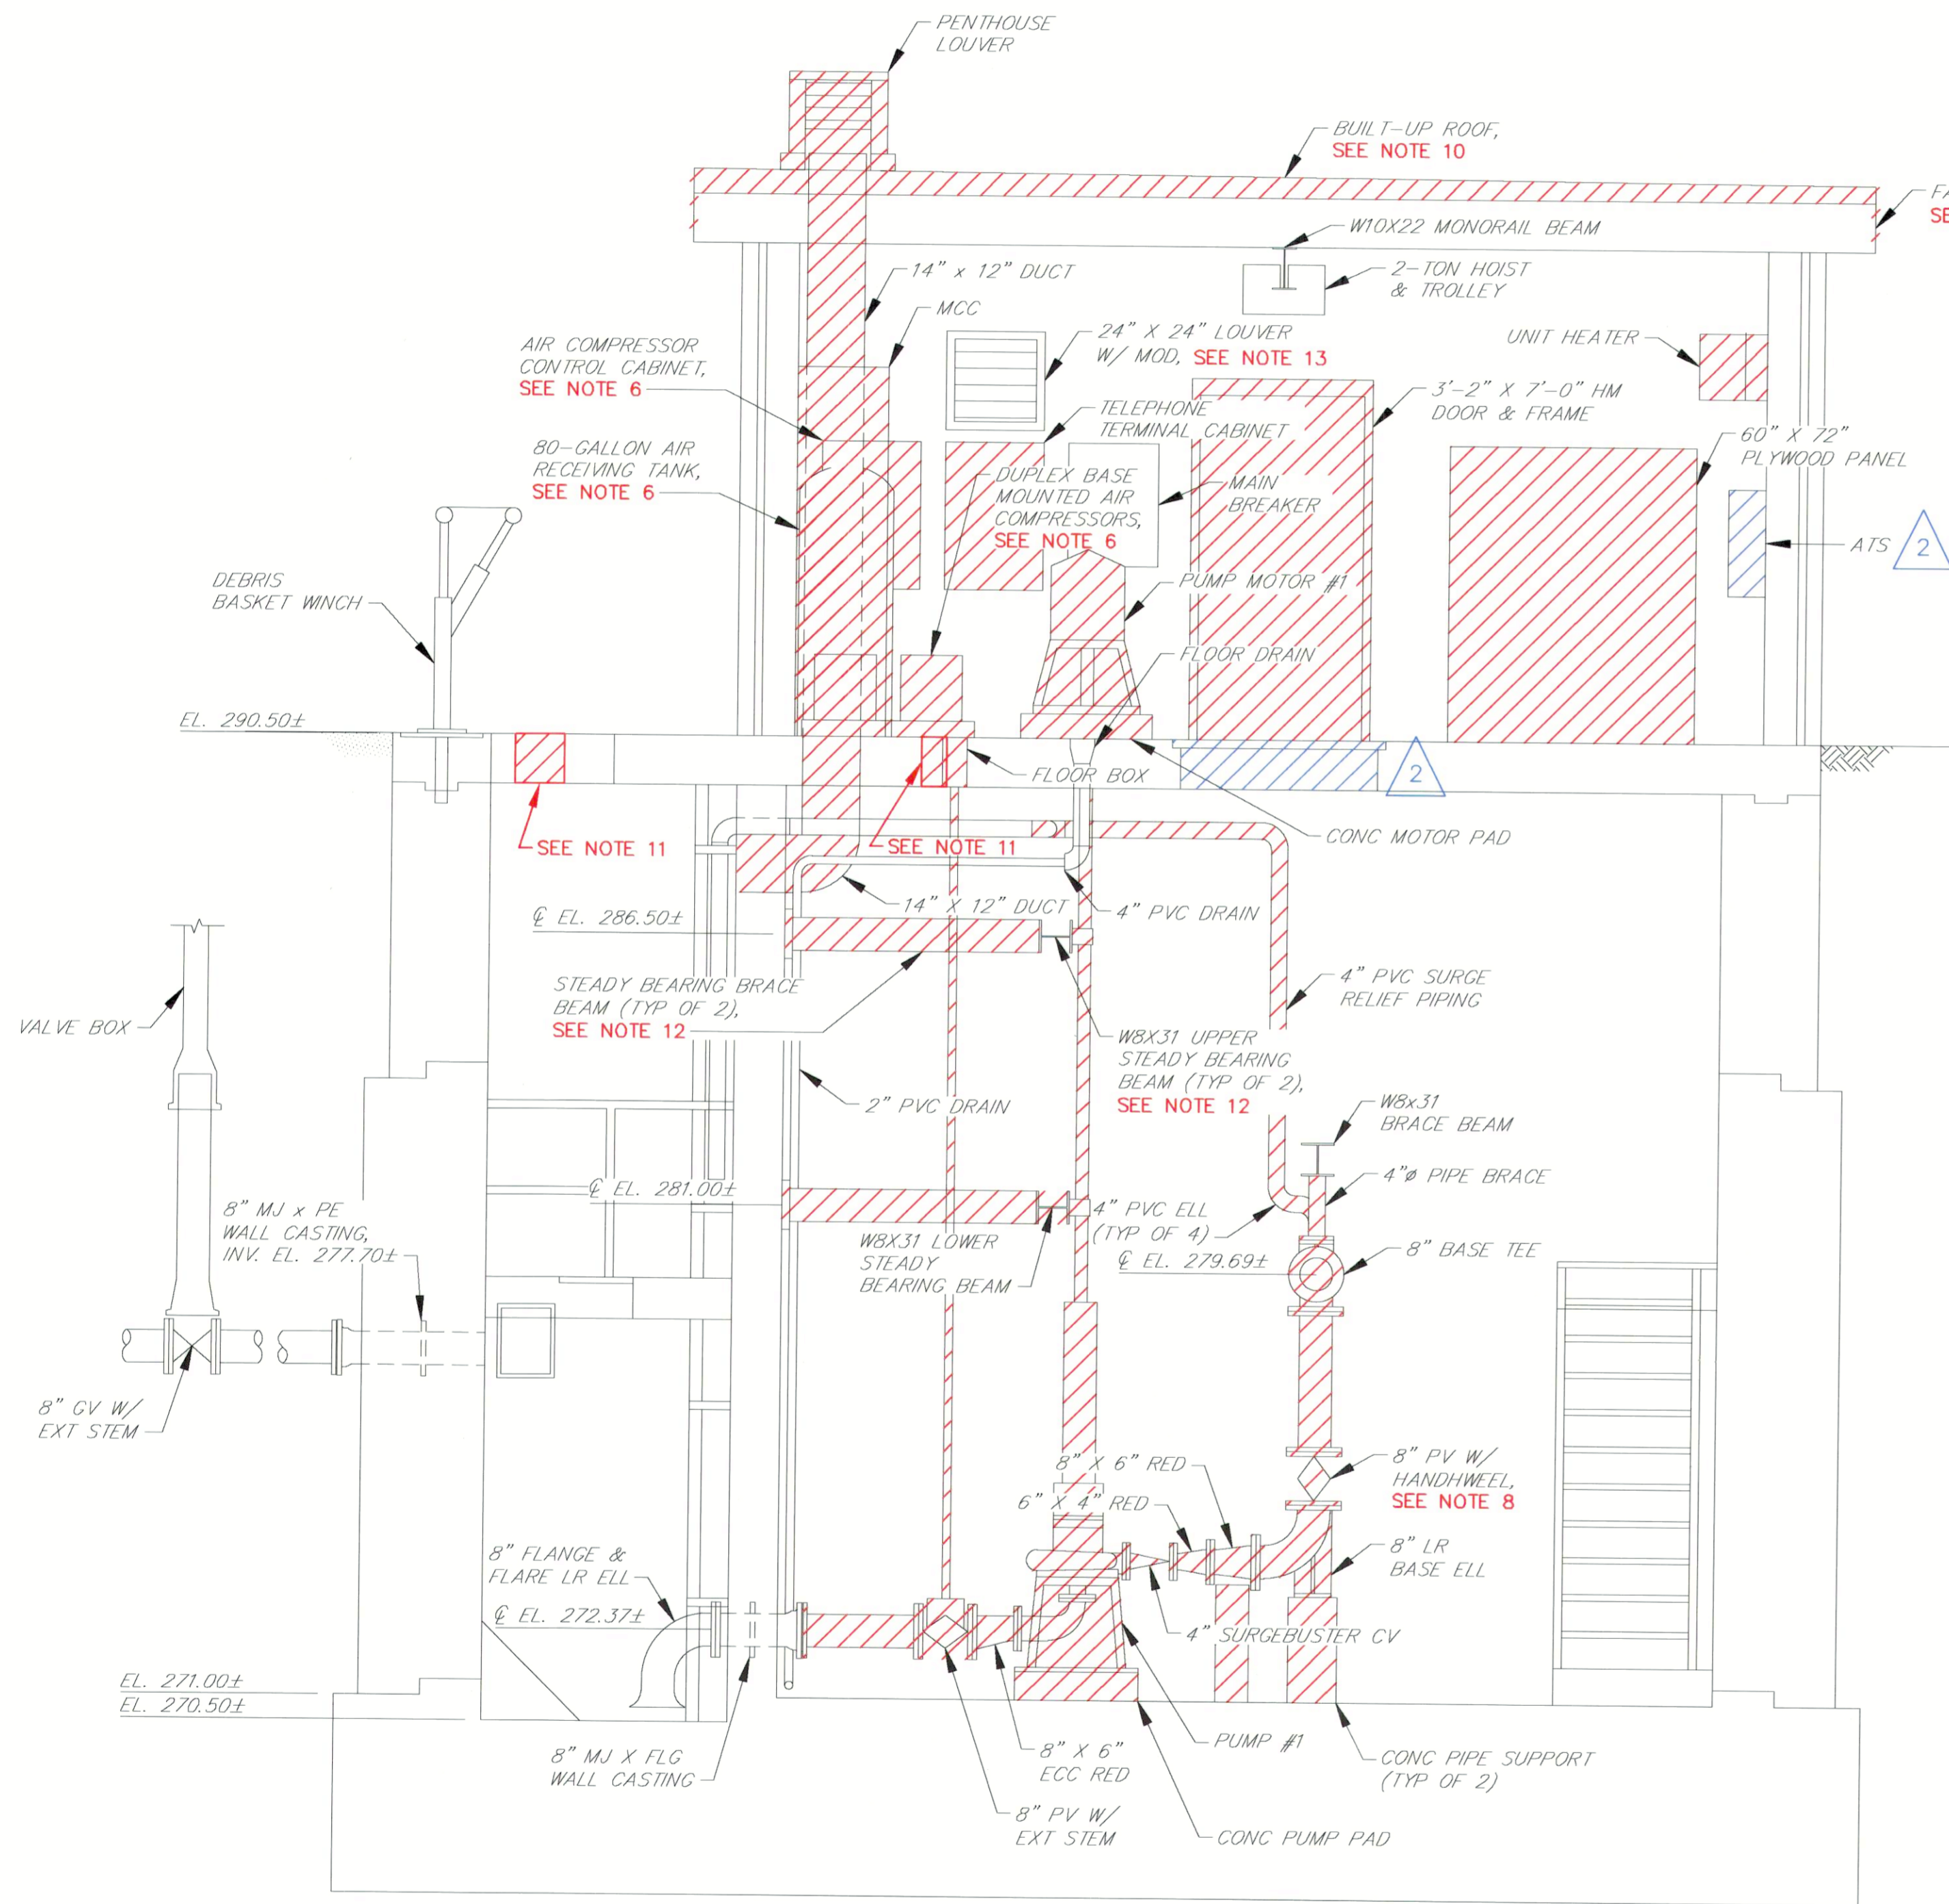 PENTHOUSE
LOUVER
BUILT-UP ROOF,
SEE NOTE 10
W10X22 MONORAIL BEAM
2-TON HOIST
& TROLLEY
14" x 12" DUCT
MCC
24" X 24" LOUVER
W/ MOD, SEE NOTE 13
UNIT HEATER
AIR COMPRESSOR
CONTROL CABINET,
SEE NOTE 6
3'-2" X 7'-0" HM
DOOR & FRAME
TELEPHONE
TERMINAL CABINET
60" X 72"
PLYWOOD PANEL
80-GALLON AIR
RECEIVING TANK,
SEE NOTE 6
DUPLEX BASE
MOUNTED AIR
COMPRESSORS,
SEE NOTE 6
MAIN
BREAKER
ATS
2
DEBRIS
BASKET WINCH
PUMP MOTOR #1
FLOOR DRAIN
EL. 290.50±
FLOOR BOX
2
CONC MOTOR PAD
SEE NOTE 11
SEE NOTE 11
14" X 12" DUCT
4" PVC DRAIN
℄ EL. 286.50±
STEADY BEARING BRACE
BEAM (TYP OF 2),
SEE NOTE 12
4" PVC SURGE
RELIEF PIPING
VALVE BOX
W8X31 UPPER
STEADY BEARING
BEAM (TYP OF 2),
SEE NOTE 12
2" PVC DRAIN
W8x31
BRACE BEAM
4"ø PIPE BRACE
℄ EL. 281.00±
8" MJ x PE
WALL CASTING,
INV. EL. 277.70±
4" PVC ELL
(TYP OF 4)
℄ EL. 279.69±
8" BASE TEE
W8X31 LOWER
STEADY
BEARING BEAM
8" GV W/
EXT STEM
8" X 6" RED
6" X 4" RED
8" PV W/
HANDHWEEL,
SEE NOTE 8
8" FLANGE &
FLARE LR ELL
8" LR
BASE ELL
℄ EL. 272.37±
4" SURGEBUSTER CV
EL. 271.00±
EL. 270.50±
8" MJ X FLG
WALL CASTING
8" X 6"
ECC RED
PUMP #1
CONC PIPE SUPPORT
(TYP OF 2)
8" PV W/
EXT STEM
CONC PUMP PAD